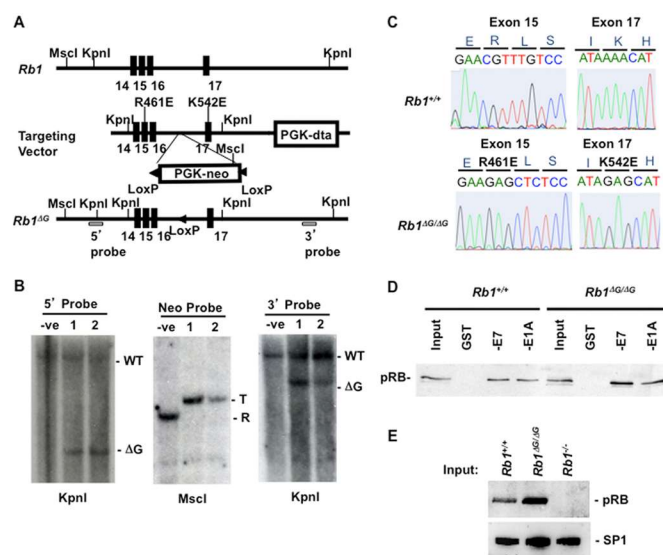 A
MscI KpnI KpnI
Rb1
14 15 16 17
R461E K542E
KpnI KpnI
Targeting Vector
PGK-dta
14 15 16 17 MscI
PGK-neo
LoxP LoxP
MscI KpnI KpnI KpnI KpnI
Rb1ΔG
14 15 16 LoxP 17
5' probe
3' probe
B
5' Probe
-ve 1 2
- WT
- ΔG
KpnI
Neo Probe
-ve 1 2
- T
- R
MscI
3' Probe
-ve 1 2
- WT
- ΔG
KpnI
C
Exon 15 Exon 17
E R L S I K H
GAACGTTTGTCC ATAAAACAT
Rb1+/+
Exon 15 Exon 17
E R461E L S I K542E H
GAAGAGCTCTCC ATAGAGCAT
Rb1ΔG/ΔG
D
Rb1+/+ Rb1ΔG/ΔG
Input GST -E7 -E1A Input GST -E7 -E1A
pRB-
E
Input: Rb1+/+ Rb1ΔG/ΔG Rb1-/-
- pRB
- SP1